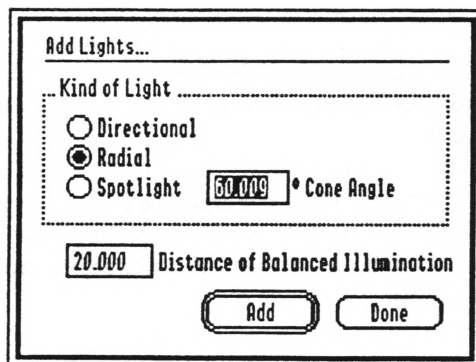 Add Lights...
Kind of Light
Directional
Radial
Spotlight 60.009 ° Cone Angle
20.000 Distance of Balanced Illumination
Add Done